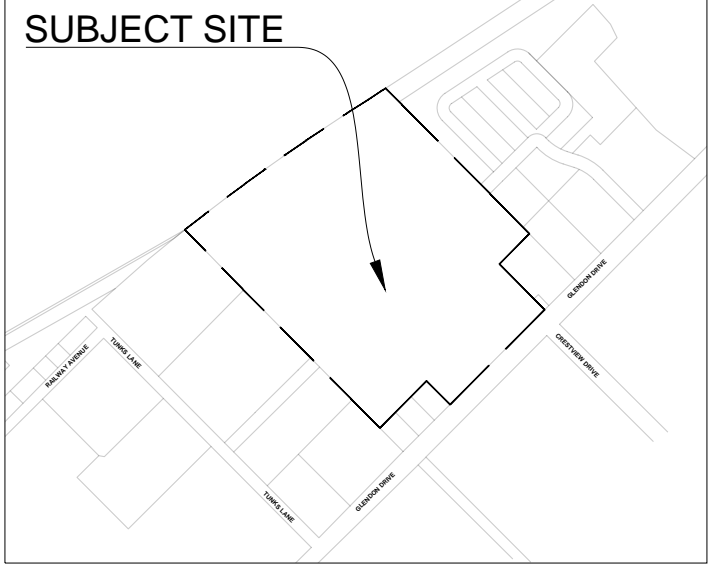 SUBJECT SITE
GLENDON DRIVE
CRESTVIEW DRIVE
TUNKS LANE
RAILWAY AVENUE
GLENDON DRIVE
TUNKS LANE